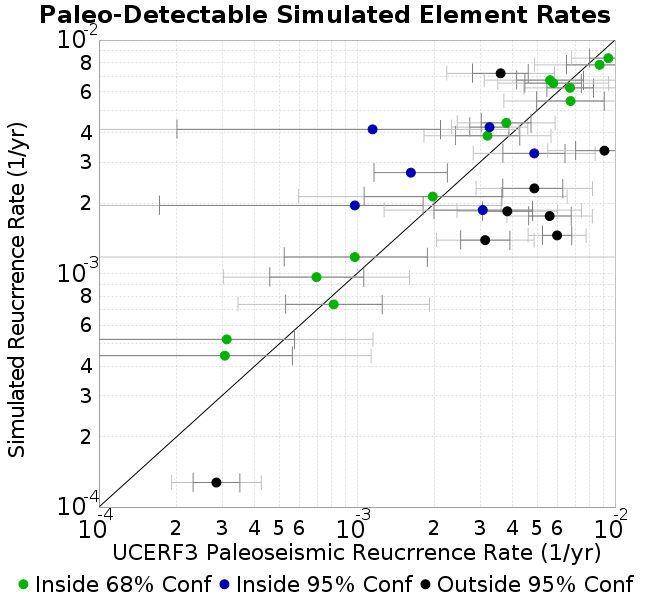 Paleo-Detectable Simulated Element Rates
10-2
8
6
4
3
2
10-3
8
6
4
3
2
10-4
Simulated Reucrrence Rate (1/yr)
10-4 2 3 4 5 6 10-3 2 3 4 5 6 10-2
UCERF3 Paleoseismic Reucrrence Rate (1/yr)
Inside 68% Conf Inside 95% Conf Outside 95% Conf